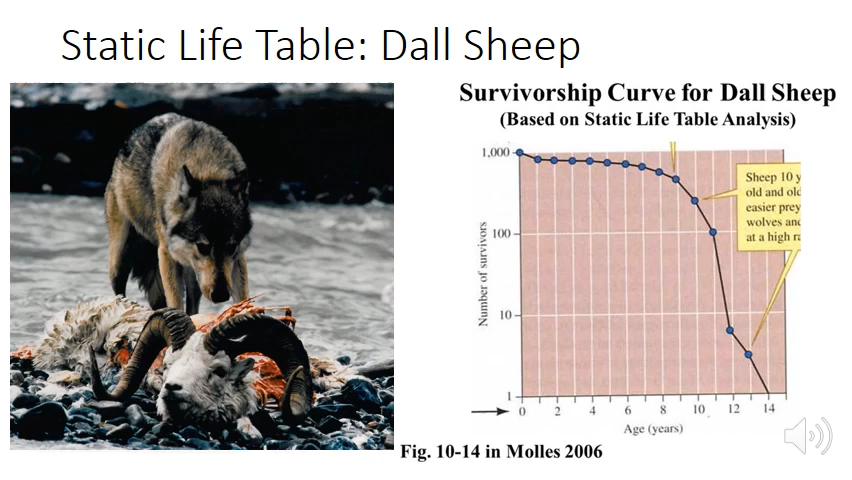 Static Life Table: Dall Sheep
Survivorship Curve for Dall Sheep
(Based on Static Life Table Analysis)
1,000
100
10
1
Number of survivors
Sheep 10 y
old and old
easier prey
wolves and
at a high ra
0 2 4 6 8 10 12 14
Age (years)
Fig. 10-14 in Molles 2006